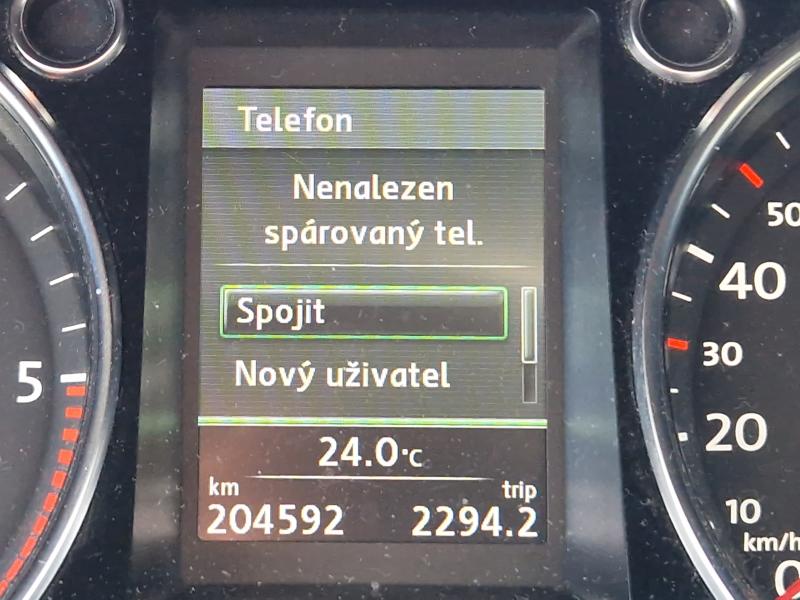 Telefon
Nenalezen
spárovaný tel.
Spojit
Nový uživatel
24.0°C
km trip
204592 2294.2
5
50
40
30
20
10
km/h
0